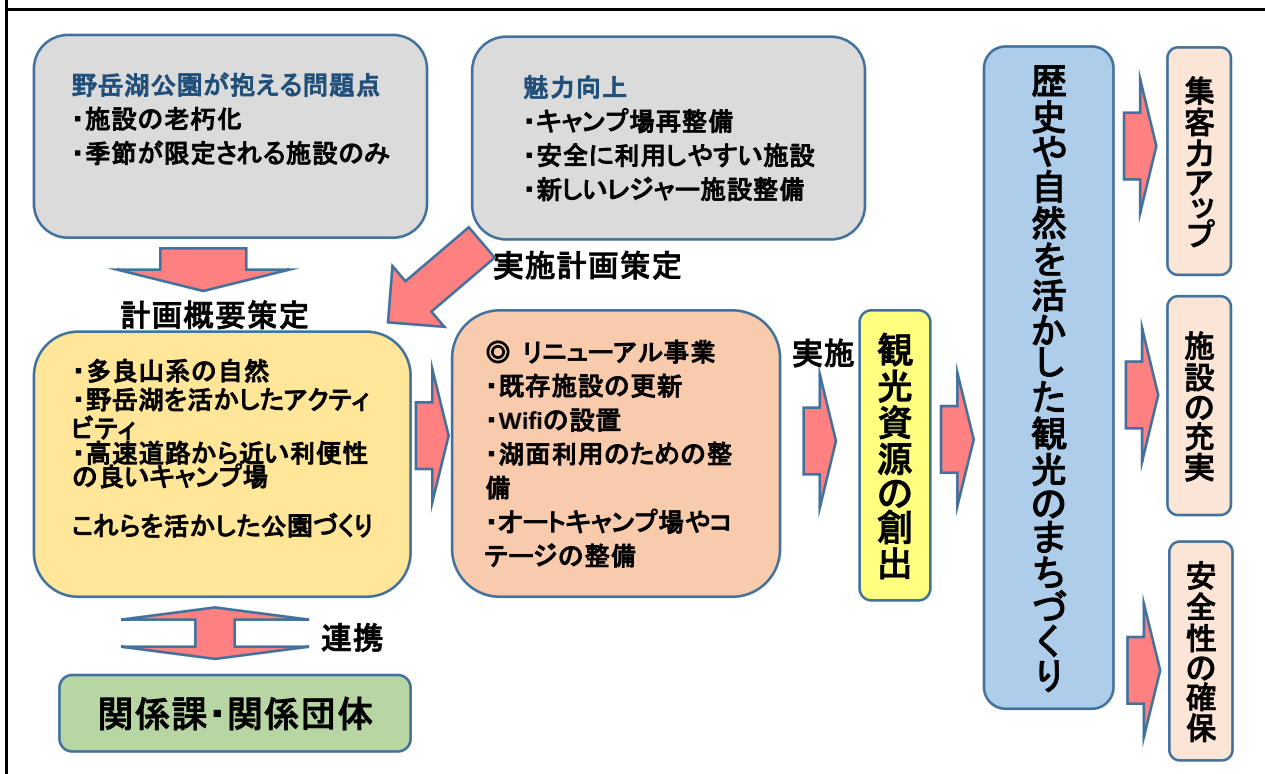 野岳湖公園が抱える問題点
・施設の老朽化
・季節が限定される施設のみ
魅力向上
・キャンプ場再整備
・安全に利用しやすい施設
・新しいレジャー施設整備
実施計画策定
計画概要策定
・多良山系の自然
・野岳湖を活かしたアクティ
ビティ
・高速道路から近い利便性
の良いキャンプ場
これらを活かした公園づくり
◎ リニューアル事業
・既存施設の更新
・Wifiの設置
・湖面利用のための整
備
・オートキャンプ場やコ
テージの整備
実施
観光資源の創出
歴史や自然を活かした観光のまちづくり
集客力アップ
施設の充実
安全性の確保
連携
関係課・関係団体